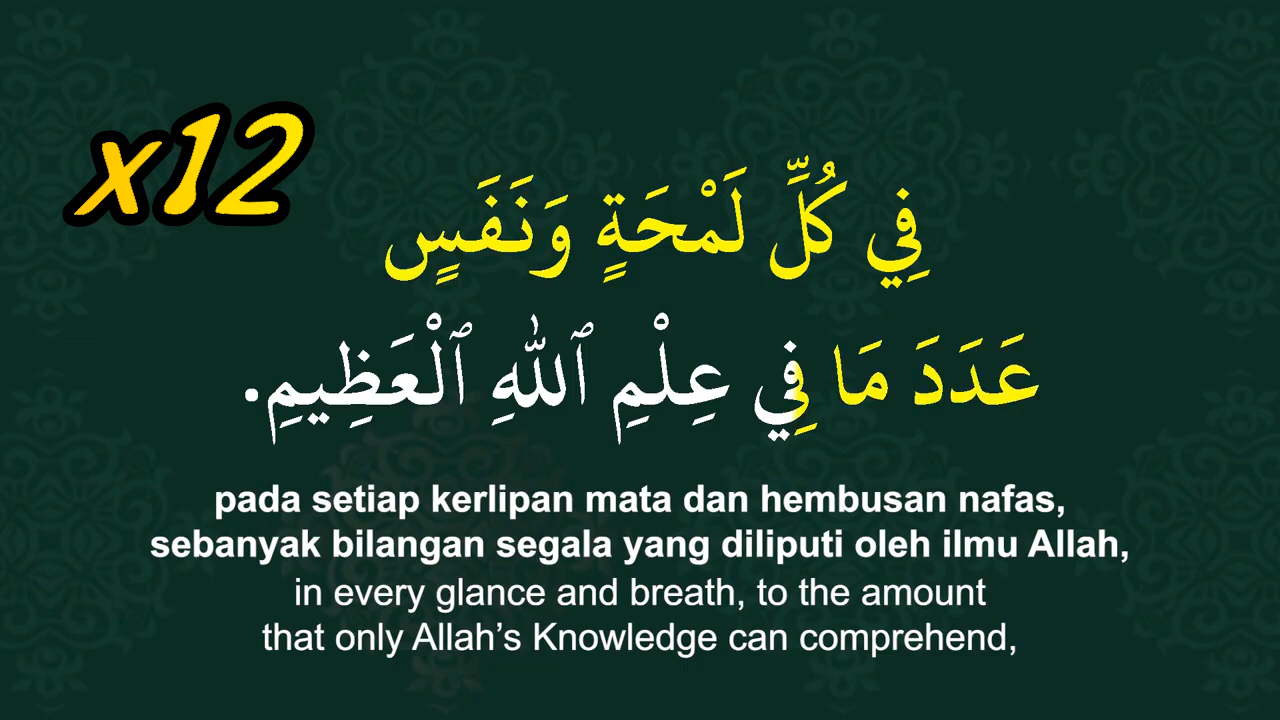 x12
فِي كُلِّ لَمْحَةٍ وَنَفَسٍ
عَدَدَ مَا فِي عِلْمِ ٱللّٰهِ ٱلْعَظِيمِ.
pada setiap kerlipan mata dan hembusan nafas,
sebanyak bilangan segala yang diliputi oleh ilmu Allah,
in every glance and breath, to the amount
that only Allah’s Knowledge can comprehend,